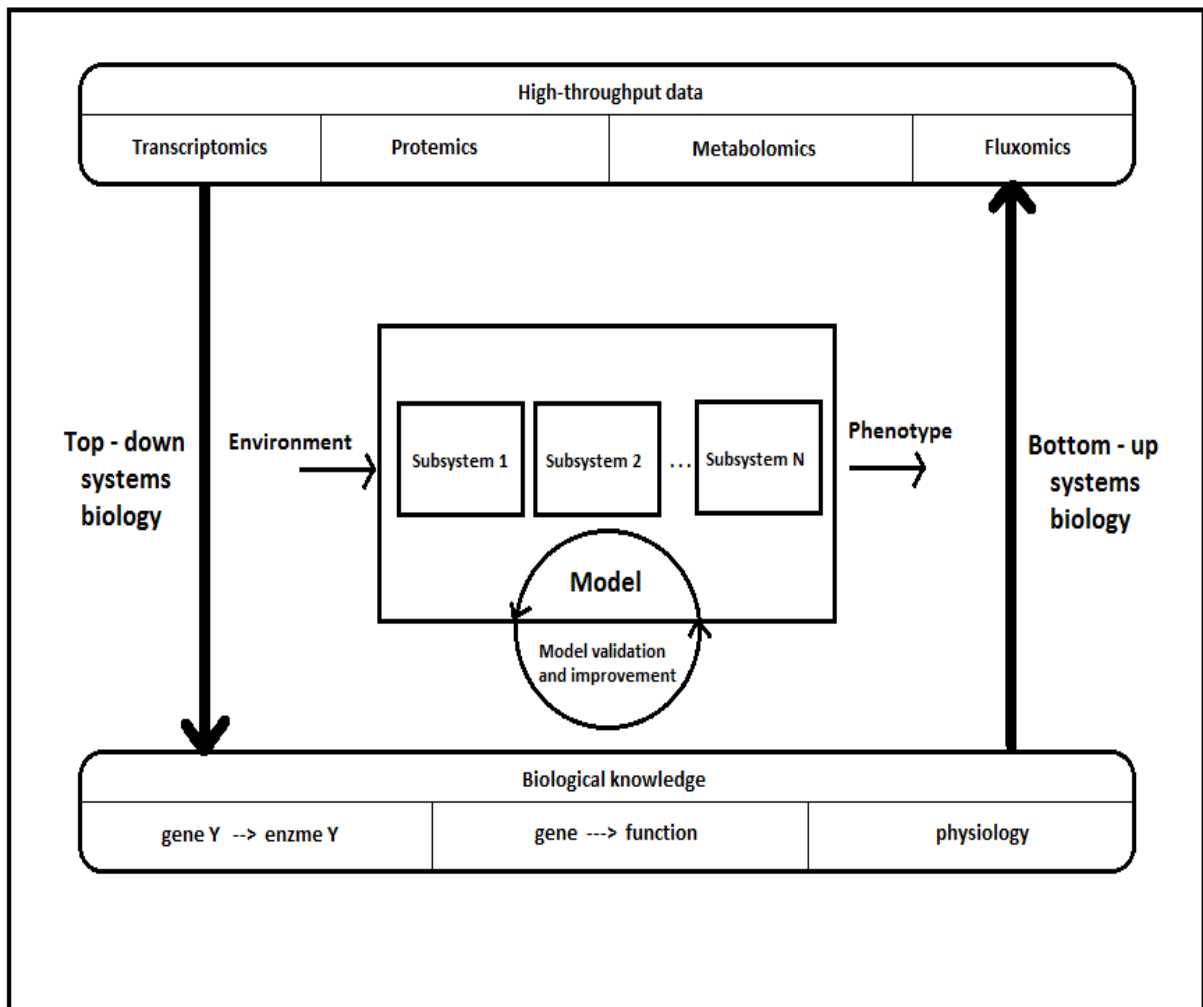 High-throughput data
Transcriptomics
Protemics
Metabolomics
Fluxomics
Top - down
systems
biology
Environment
Subsystem 1
Subsystem 2
...
Subsystem N
Phenotype
Bottom - up
systems
biology
Model
Model validation
and improvement
Biological knowledge
gene Y --> enzme Y
gene ---> function
physiology